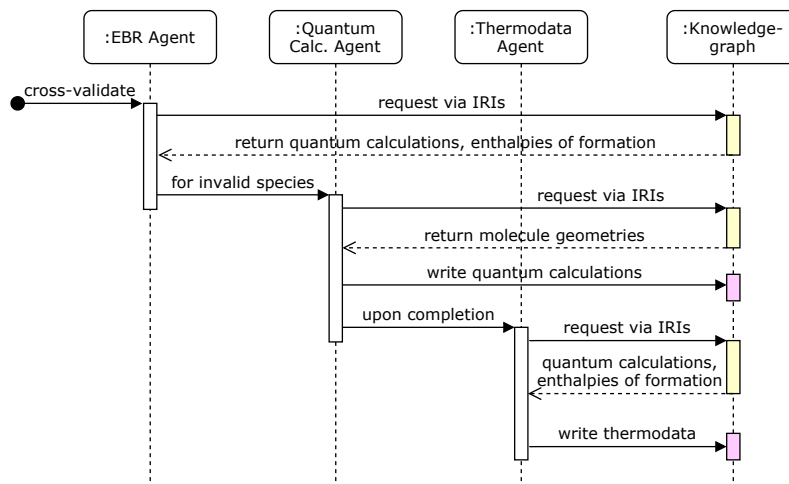 :EBR Agent
:Quantum
Calc. Agent
:Thermodata
Agent
:Knowledge-
graph
cross-validate
request via IRIs
return quantum calculations, enthalpies of formation
for invalid species
request via IRIs
return molecule geometries
write quantum calculations
upon completion
request via IRIs
quantum calculations,
enthalpies of formation
write thermodata